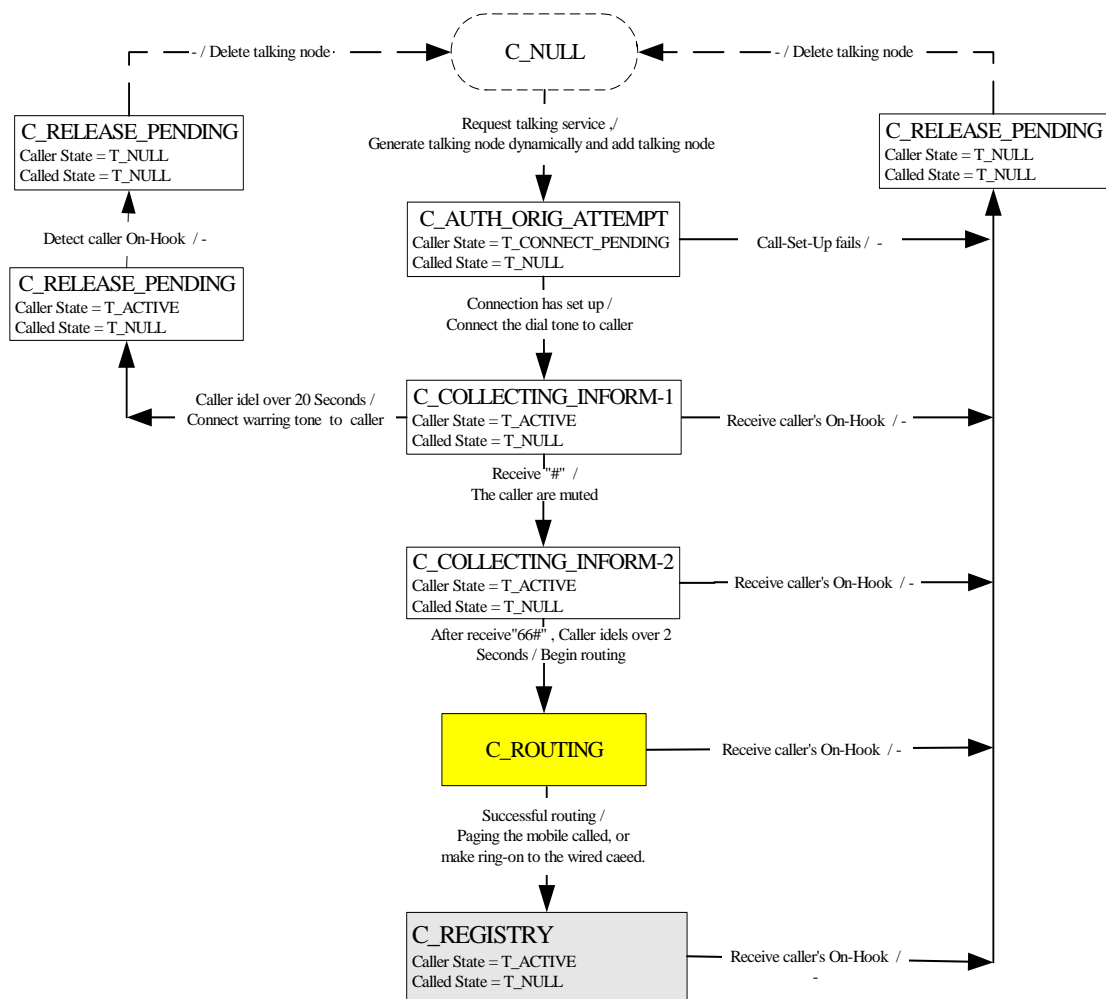 C_NULL
- / Delete talking node
- / Delete talking node
Request talking service ,/
Generate talking node dynamically and add talking node
C_RELEASE_PENDING
Caller State = T_NULL
Called State = T_NULL
C_RELEASE_PENDING
Caller State = T_NULL
Called State = T_NULL
C_AUTH_ORIG_ATTEMPT
Caller State = T_CONNECT_PENDING
Called State = T_NULL
Call-Set-Up fails / -
Detect caller On-Hook / -
C_RELEASE_PENDING
Caller State = T_ACTIVE
Called State = T_NULL
Connection has set up /
Connect the dial tone to caller
Caller idel over 20 Seconds /
Connect warring tone to caller
C_COLLECTING_INFORM-1
Caller State = T_ACTIVE
Called State = T_NULL
Receive caller's On-Hook / -
Receive "#" /
The caller are muted
C_COLLECTING_INFORM-2
Caller State = T_ACTIVE
Called State = T_NULL
Receive caller's On-Hook / -
After receive"66#" , Caller idels over 2
Seconds / Begin routing
C_ROUTING
Receive caller's On-Hook / -
Successful routing /
Paging the mobile called, or
make ring-on to the wired caeed.
C_REGISTRY
Caller State = T_ACTIVE
Called State = T_NULL
Receive caller's On-Hook /
-